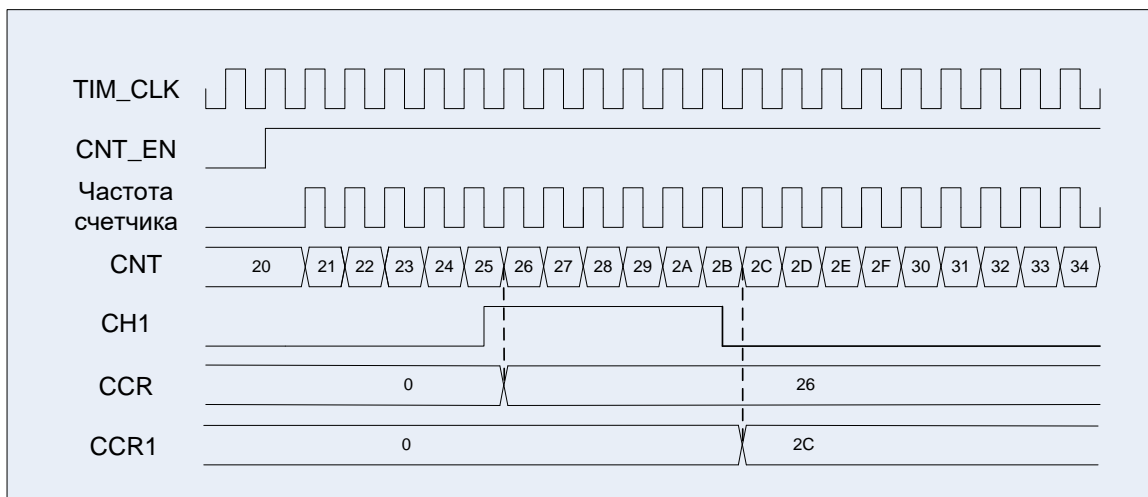 TIM_CLK
CNT_EN
Частота
счетчика
CNT 20 21 22 23 24 25 26 27 28 29 2A 2B 2C 2D 2E 2F 30 31 32 33 34
CH1
CCR 0 26
CCR1 0 2C